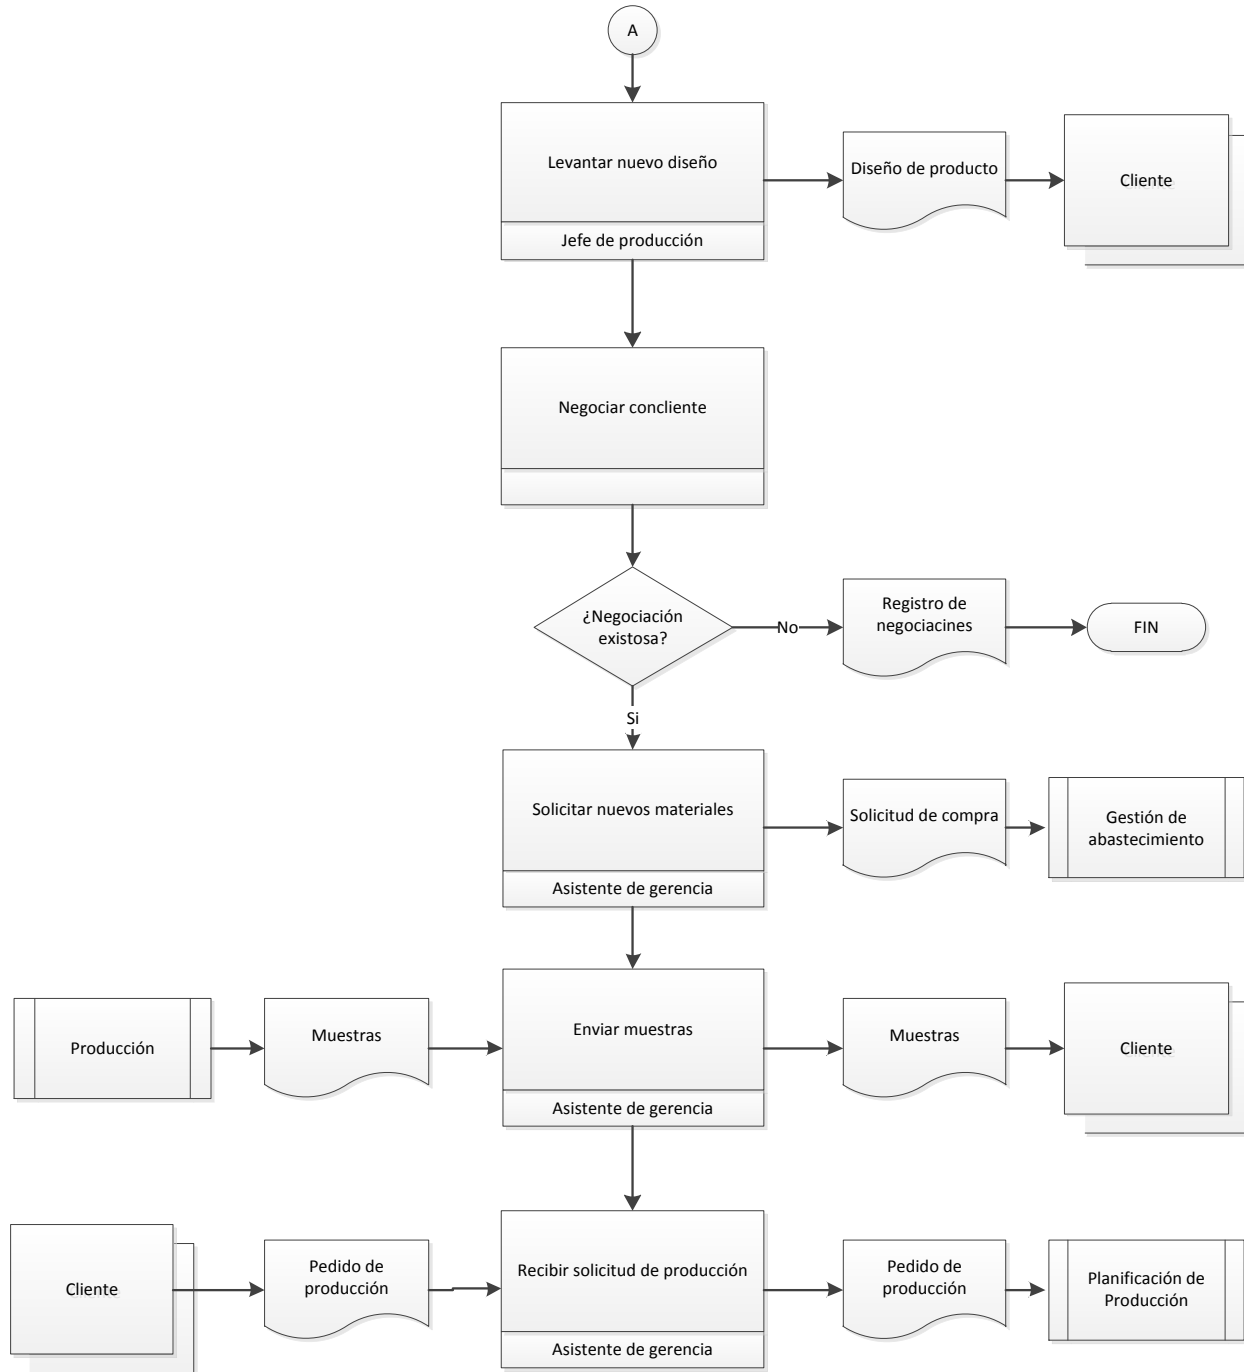 A
Levantar nuevo diseño
Jefe de producción
Diseño de producto
Cliente
Negociar concliente
¿Negociación
existosa?
No
Registro de
negociacines
FIN
Si
Solicitar nuevos materiales
Asistente de gerencia
Solicitud de compra
Gestión de
abastecimiento
Producción
Muestras
Enviar muestras
Asistente de gerencia
Muestras
Cliente
Cliente
Pedido de
producción
Recibir solicitud de producción
Asistente de gerencia
Pedido de
producción
Planificación de
Producción